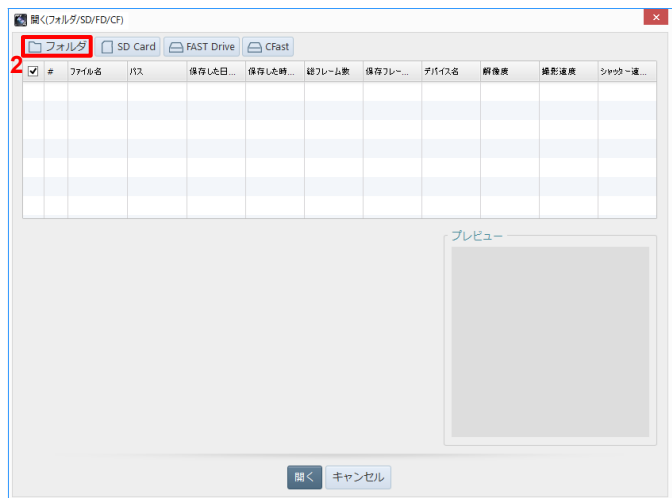 開く(フォルダ/SD/FD/CF)
フォルダ SD Card FAST Drive CFast
2
# ファイル名 パス 保存した日... 保存した時... 総フレーム数 保存フレー... デバイス名 解像度 撮影速度 シャッター速...
プレビュー
開く キャンセル